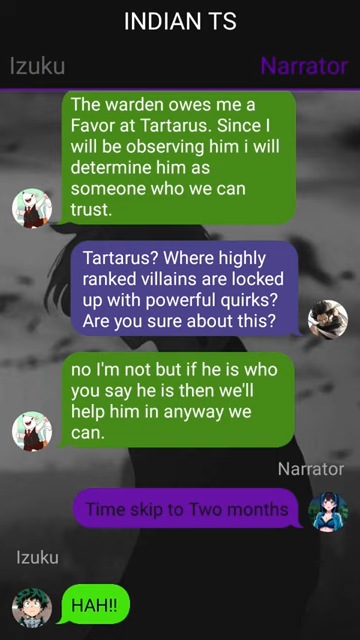 INDIAN TS
Izuku
Narrator
The warden owes me a
Favor at Tartarus. Since I
will be observing him i will
determine him as
someone who we can
trust.
Tartarus? Where highly
ranked villains are locked
up with powerful quirks?
Are you sure about this?
no I'm not but if he is who
you say he is then we'll
help him in anyway we
can.
Narrator
Time skip to Two months
Izuku
HAH!!